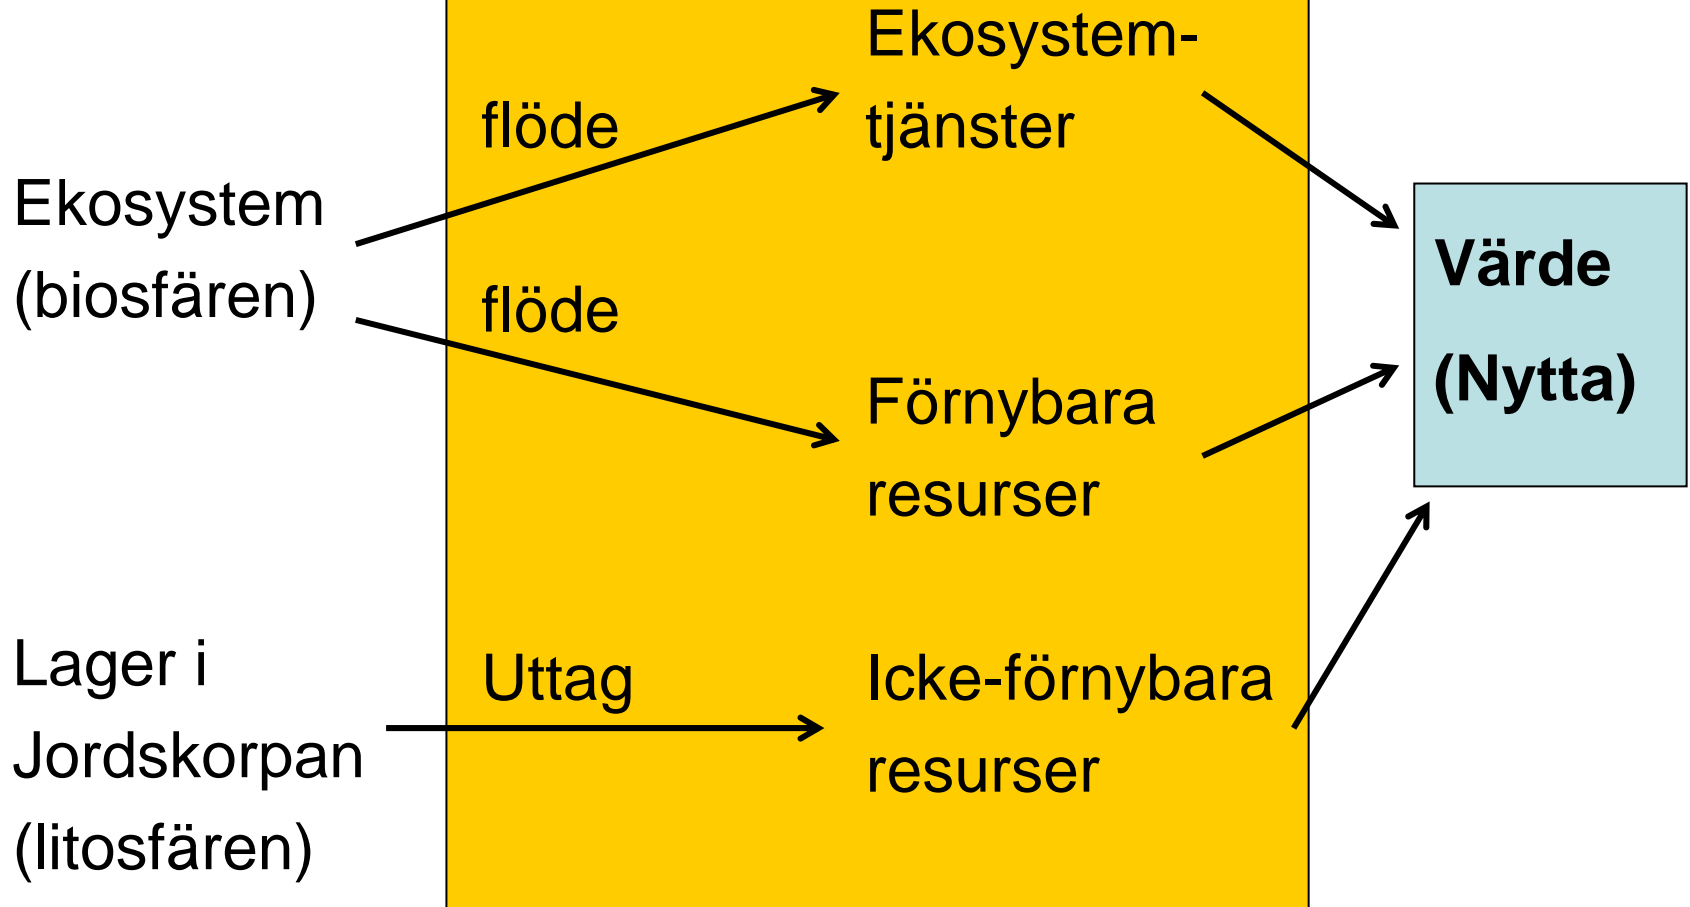 Ekosystem
(biosfären)
Lager i
Jordskorpan
(litosfären)
flöde
flöde
Uttag
Ekosystem-
tjänster
Förnybara
resurser
Icke-förnybara
resurser
Värde
(Nytta)